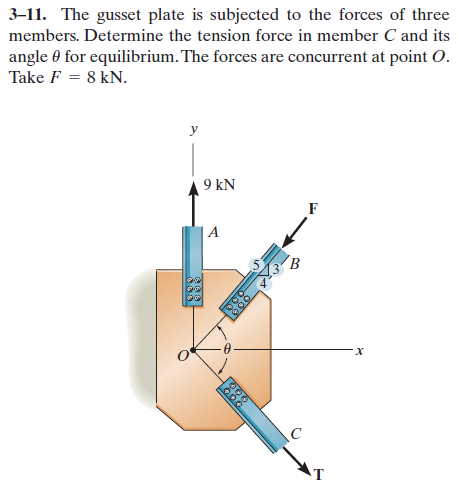 3–11. The gusset plate is subjected to the forces of three
members. Determine the tension force in member C and its
angle θ for equilibrium. The forces are concurrent at point O.
Take F = 8 kN.
y
9 kN
F
A
5
3
B
4
O
θ
x
C
T